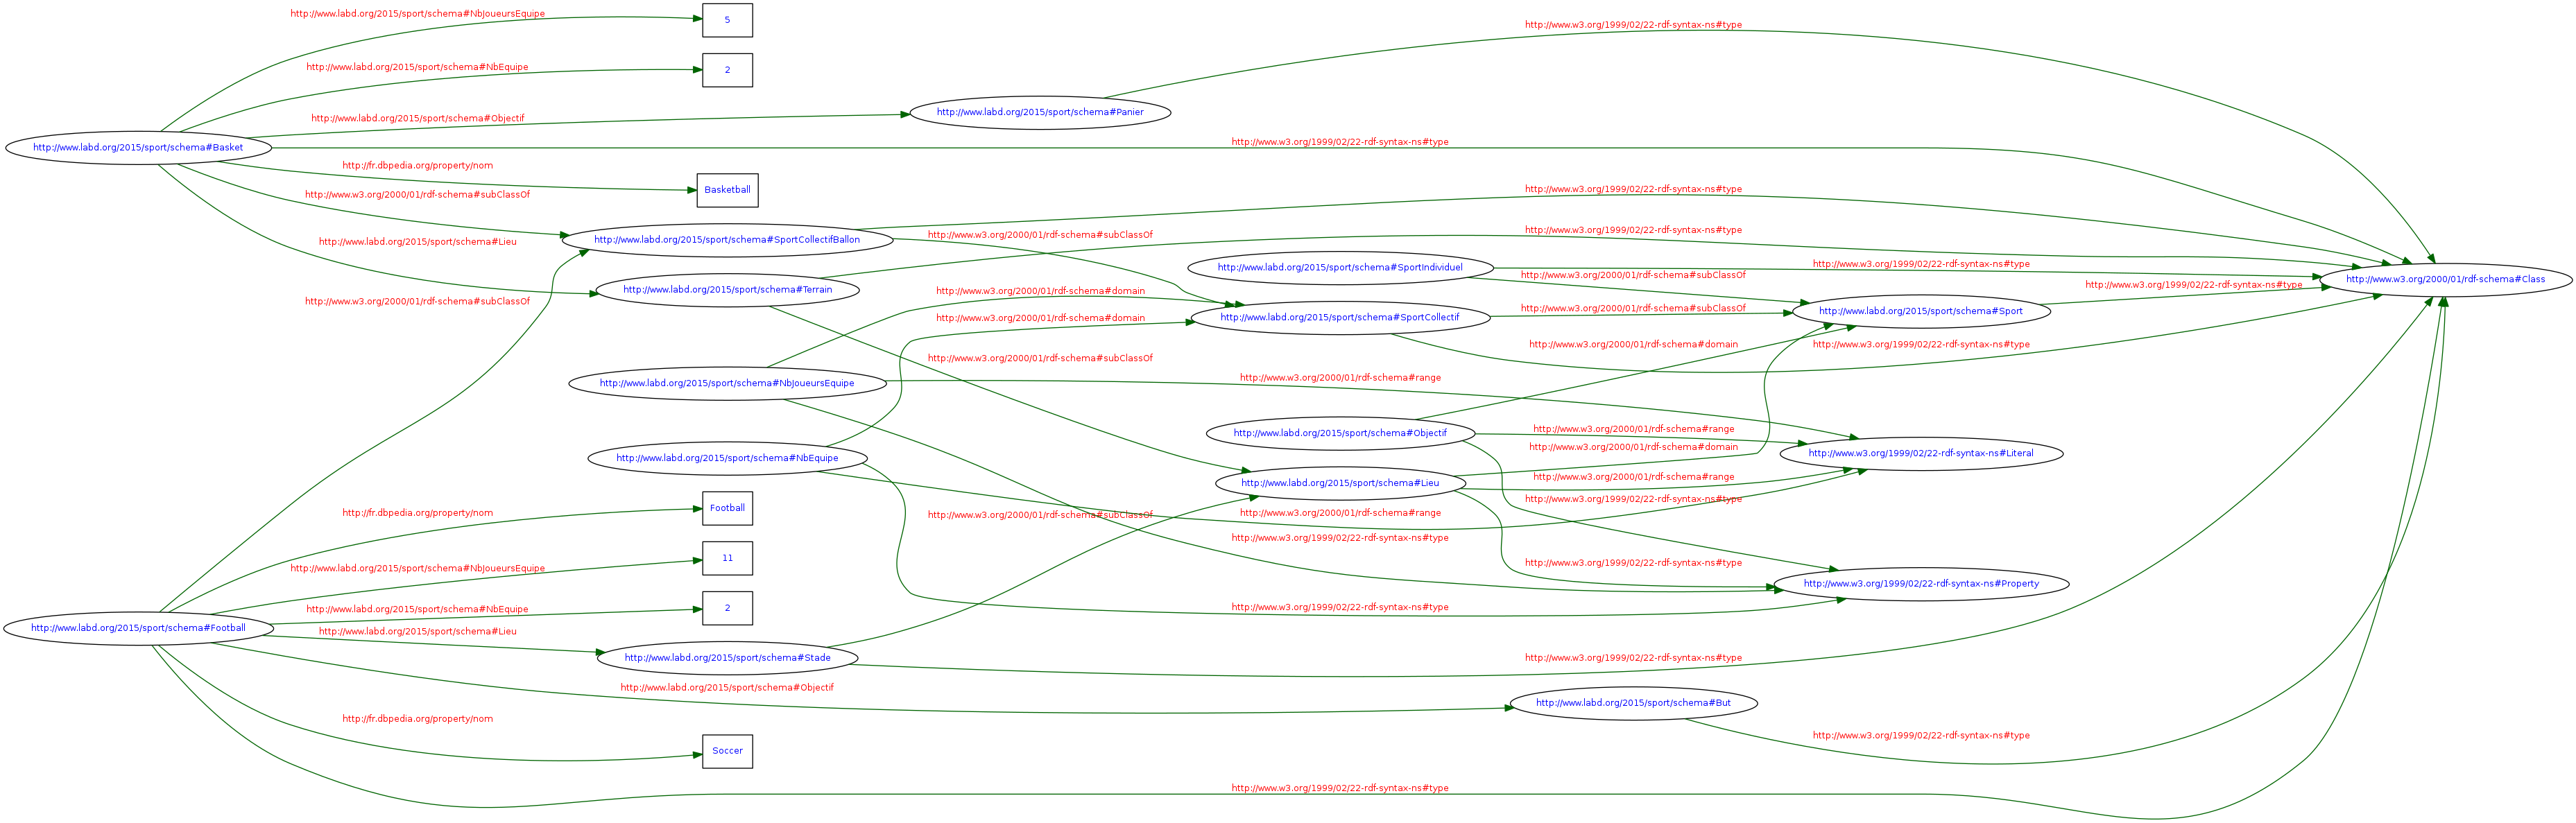 http://www.labd.org/2015/sport/schema#NbJoueursEquipe
5
http://www.w3.org/1999/02/22-rdf-syntax-ns#type
http://www.labd.org/2015/sport/schema#NbEquipe
2
http://www.labd.org/2015/sport/schema#Objectif
http://www.labd.org/2015/sport/schema#Panier
http://www.labd.org/2015/sport/schema#Basket
http://www.w3.org/1999/02/22-rdf-syntax-ns#type
http://fr.dbpedia.org/property/nom
Basketball
http://www.w3.org/2000/01/rdf-schema#subClassOf
http://www.w3.org/1999/02/22-rdf-syntax-ns#type
http://www.labd.org/2015/sport/schema#Lieu
http://www.labd.org/2015/sport/schema#SportCollectifBallon
http://www.w3.org/2000/01/rdf-schema#subClassOf
http://www.w3.org/1999/02/22-rdf-syntax-ns#type
http://www.labd.org/2015/sport/schema#SportIndividuel
http://www.w3.org/1999/02/22-rdf-syntax-ns#type
http://www.w3.org/2000/01/rdf-schema#subClassOf
http://www.w3.org/2000/01/rdf-schema#Class
http://www.labd.org/2015/sport/schema#Terrain
http://www.w3.org/2000/01/rdf-schema#domain
http://www.w3.org/1999/02/22-rdf-syntax-ns#type
http://www.w3.org/2000/01/rdf-schema#subClassOf
http://www.w3.org/2000/01/rdf-schema#domain
http://www.labd.org/2015/sport/schema#SportCollectif
http://www.w3.org/2000/01/rdf-schema#subClassOf
http://www.labd.org/2015/sport/schema#Sport
http://www.w3.org/2000/01/rdf-schema#subClassOf
http://www.w3.org/2000/01/rdf-schema#domain
http://www.w3.org/1999/02/22-rdf-syntax-ns#type
http://www.labd.org/2015/sport/schema#NbJoueursEquipe
http://www.w3.org/2000/01/rdf-schema#range
http://www.labd.org/2015/sport/schema#Objectif
http://www.w3.org/2000/01/rdf-schema#range
http://www.w3.org/2000/01/rdf-schema#domain
http://www.w3.org/1999/02/22-rdf-syntax-ns#Literal
http://www.labd.org/2015/sport/schema#NbEquipe
http://www.labd.org/2015/sport/schema#Lieu
http://www.w3.org/2000/01/rdf-schema#range
http://www.w3.org/1999/02/22-rdf-syntax-ns#type
http://fr.dbpedia.org/property/nom
Football
http://www.w3.org/2000/01/rdf-schema#subClassOf
http://www.w3.org/2000/01/rdf-schema#range
http://www.w3.org/1999/02/22-rdf-syntax-ns#type
http://www.labd.org/2015/sport/schema#NbJoueursEquipe
11
http://www.w3.org/1999/02/22-rdf-syntax-ns#type
http://www.w3.org/1999/02/22-rdf-syntax-ns#Property
http://www.labd.org/2015/sport/schema#NbEquipe
2
http://www.w3.org/1999/02/22-rdf-syntax-ns#type
http://www.labd.org/2015/sport/schema#Football
http://www.labd.org/2015/sport/schema#Lieu
http://www.labd.org/2015/sport/schema#Stade
http://www.w3.org/1999/02/22-rdf-syntax-ns#type
http://www.labd.org/2015/sport/schema#Objectif
http://www.labd.org/2015/sport/schema#But
http://fr.dbpedia.org/property/nom
Soccer
http://www.w3.org/1999/02/22-rdf-syntax-ns#type
http://www.w3.org/1999/02/22-rdf-syntax-ns#type